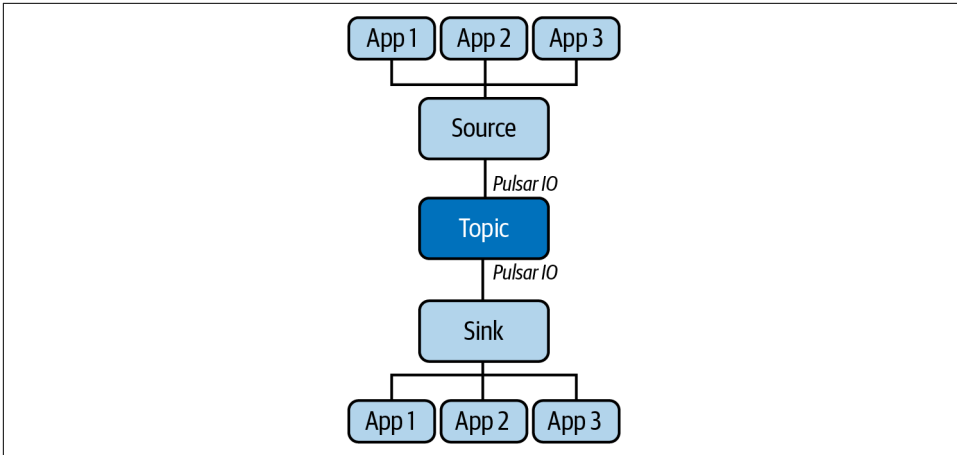 App 1 App 2 App 3
Source
Pulsar IO
Topic
Pulsar IO
Sink
App 1 App 2 App 3